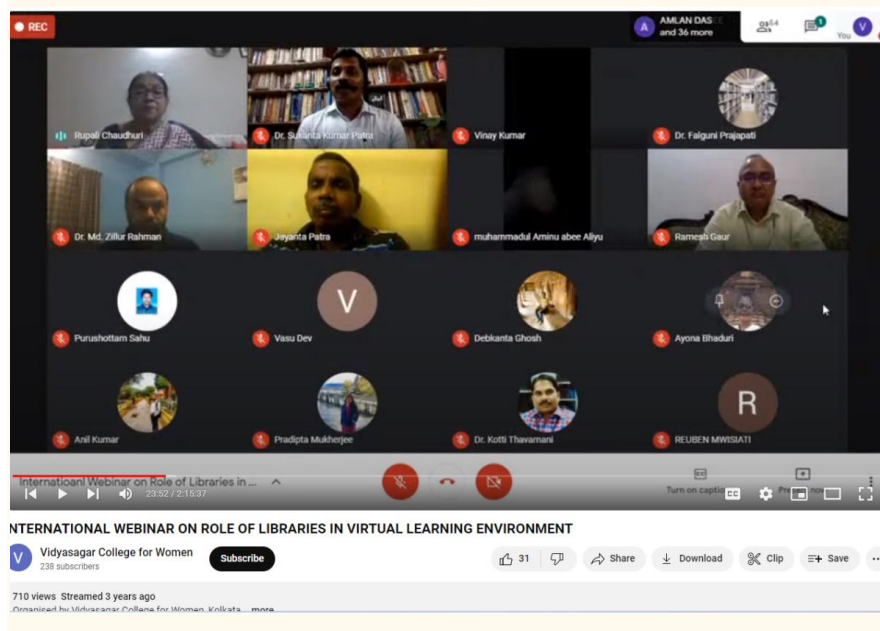 REC
A AMLAN DAS
and 36 more
54
1
You
V
Rupali Chaudhuri
Dr. Sukanta Kumar Patra
Vinay Kumar
Dr. Falguni Prajapati
Dr. Md. Zillur Rahman
Jayanta Patra
muhammadul Aminu abee Aliyu
Ramesh Gaur
V
Purushottam Sahu
Vasu Dev
Debkanta Ghosh
Ayona Bhaduri
R
Anil Kumar
Pradipta Mukherjee
Dr. Kotti Thavamani
REUBEN MWISIATI
Internatioanl Webinar on Role of Libraries in ...
Turn on captio
Pre now
23:52 / 2:15:37
CC
NTERNATIONAL WEBINAR ON ROLE OF LIBRARIES IN VIRTUAL LEARNING ENVIRONMENT
V
Vidyasagar College for Women
238 subscribers
Subscribe
31
Share
Download
Clip
Save
710 views Streamed 3 years ago
Organised by Vidyasagar College for Women, Kolkata ...more